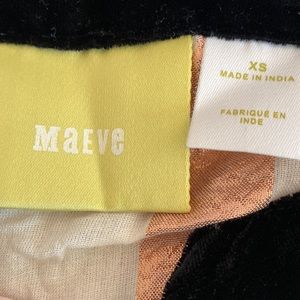 MaEVe
XS
MADE IN INDIA
FABRIQUÉ EN
INDE